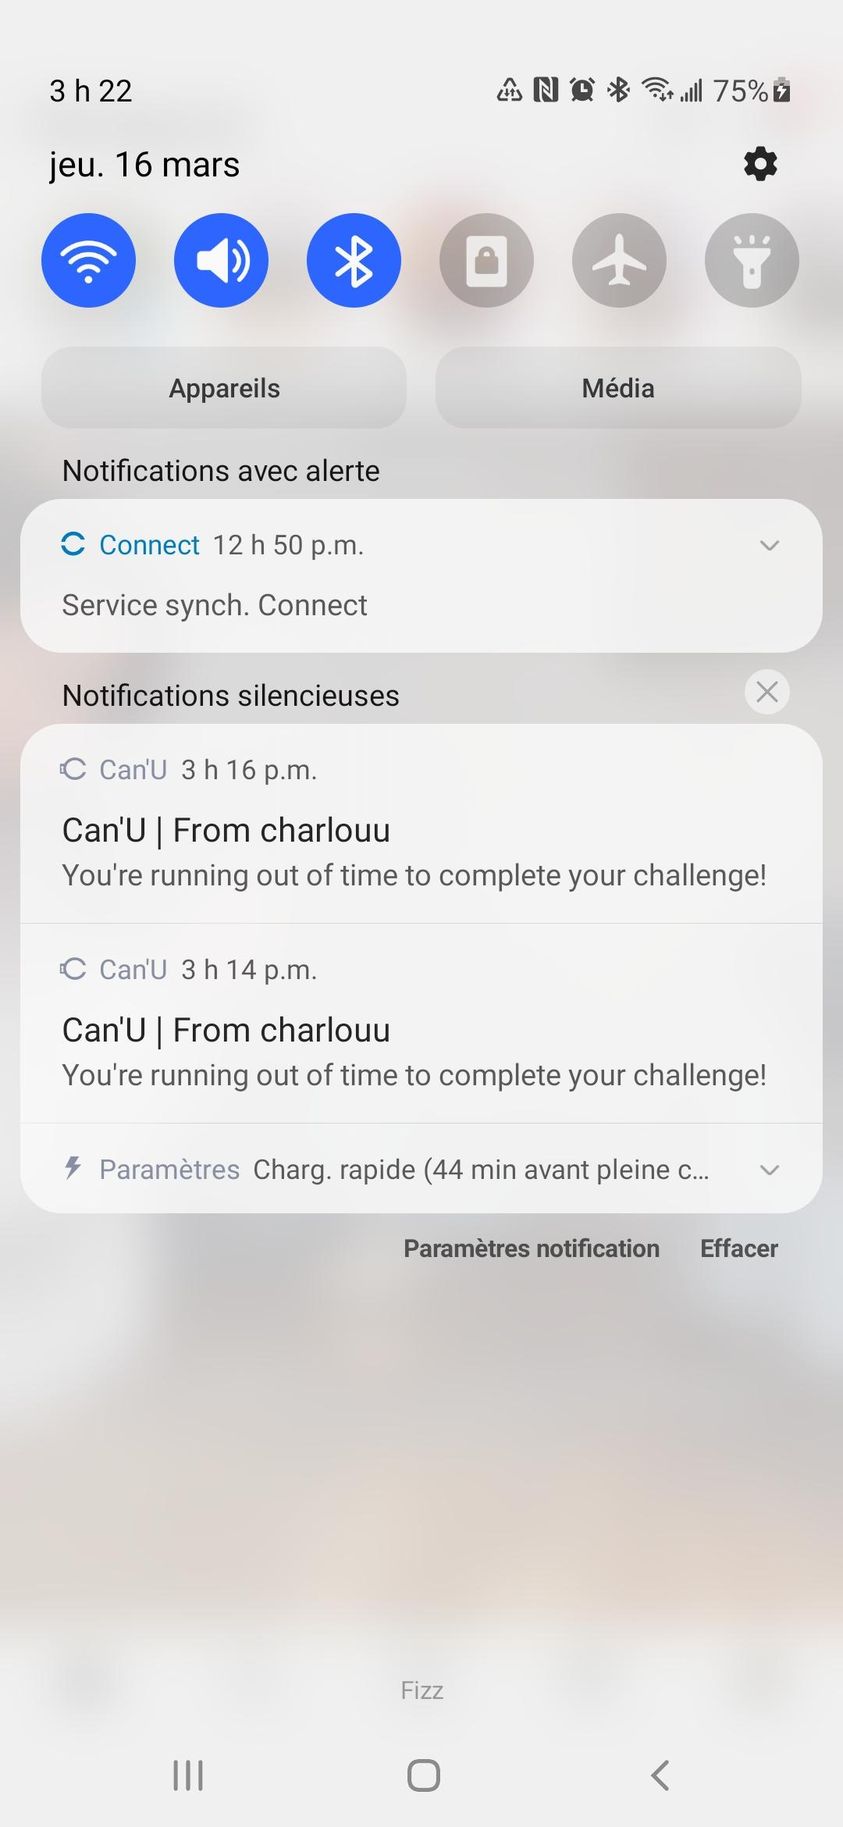 3 h 22
75%
jeu. 16 mars
Appareils
Média
Notifications avec alerte
Connect 12 h 50 p.m.
Service synch. Connect
Notifications silencieuses
Can'U 3 h 16 p.m.
Can'U | From charlouu
You're running out of time to complete your challenge!
Can'U 3 h 14 p.m.
Can'U | From charlouu
You're running out of time to complete your challenge!
Paramètres Charg. rapide (44 min avant pleine c...
Paramètres notification Effacer
Fizz